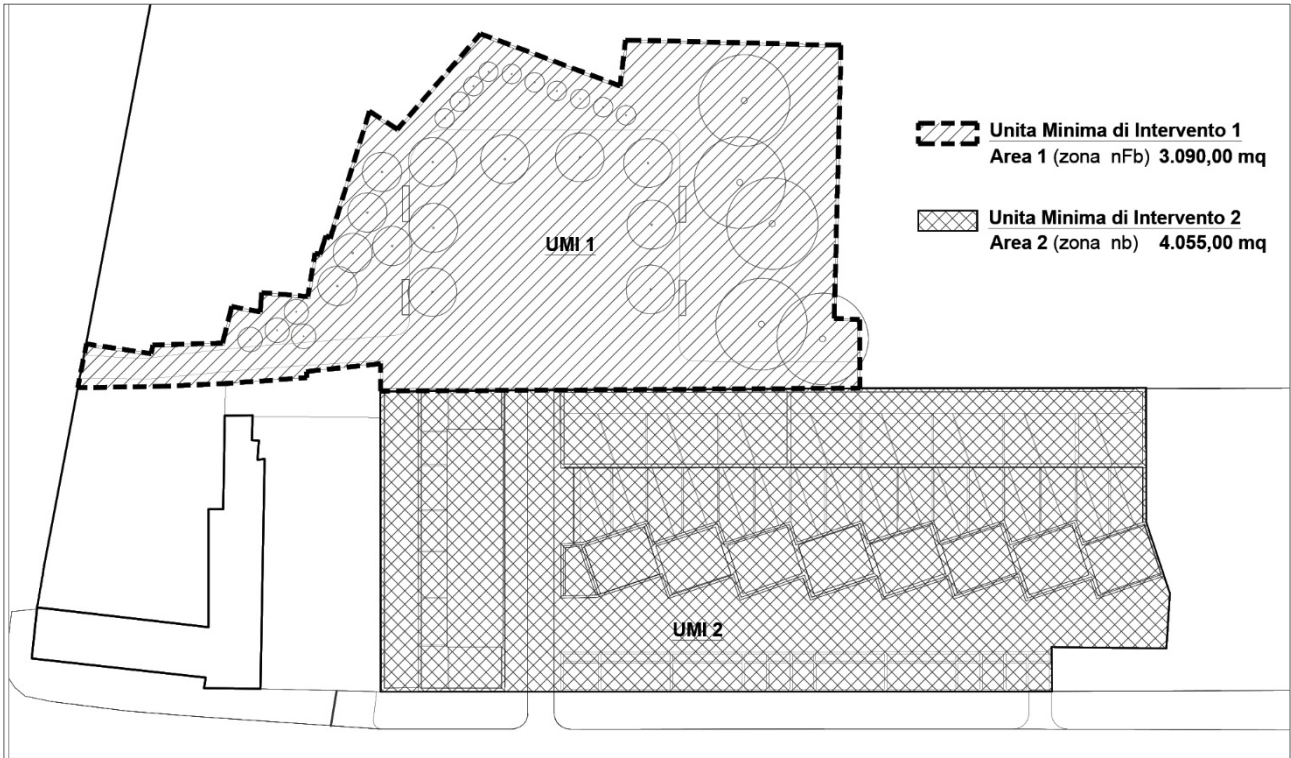 Unita Minima di Intervento 1
Area 1 (zona nFb) 3.090,00 mq
Unita Minima di Intervento 2
Area 2 (zona nb) 4.055,00 mq
UMI 1
UMI 2